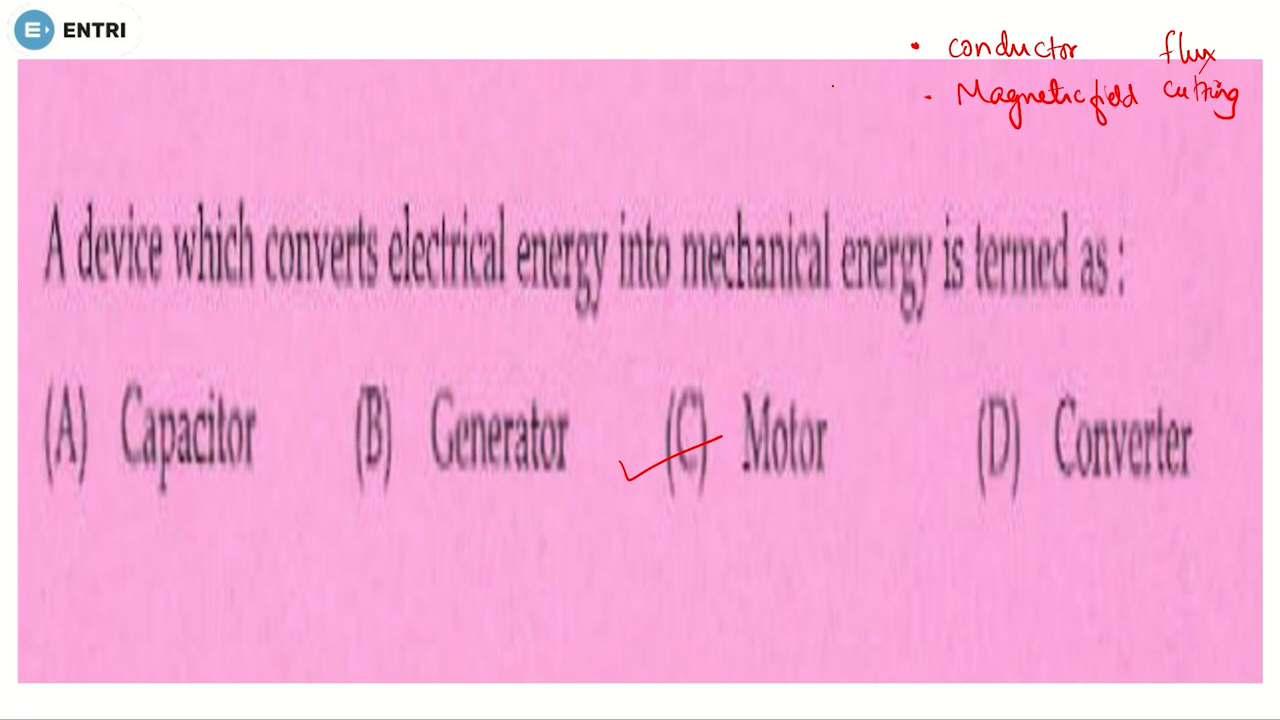 ENTRI
conductor flux
Magnetic field cutting
A device which converts electrical energy into mechanical energy is termed as :
(A) Capacitor (B) Generator (C) Motor (D) Converter